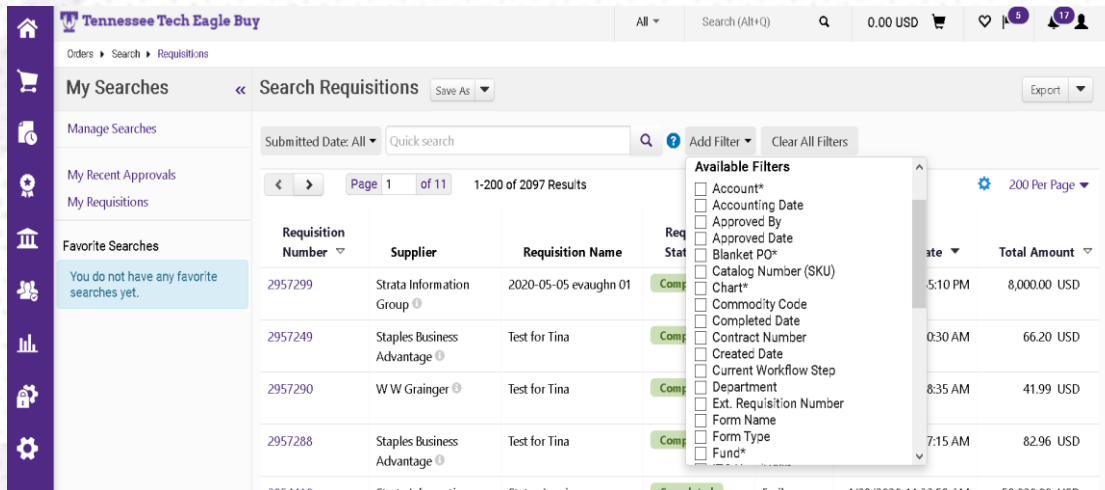 Tennessee Tech Eagle Buy
All
Search (Alt+Q)
0.00 USD
5
17
Orders Search Requisitions
My Searches «
Search Requisitions
Save As
Export
Manage Searches
My Recent Approvals
My Requisitions
Favorite Searches
You do not have any favorite
searches yet.
Submitted Date: All
Quick search
?
Add Filter
Clear All Filters
< > Page 1 of 11
1-200 of 2097 Results
200 Per Page
Available Filters
Account*
Accounting Date
Approved By
Approved Date
Blanket PO*
Catalog Number (SKU)
Chart*
Commodity Code
Completed Date
Contract Number
Created Date
Current Workflow Step
Department
Ext. Requisition Number
Form Name
Form Type
Fund*
Requisition
Number
Supplier
Requisition Name
Req
Stat
ate
Total Amount
2957299
Strata Information
Group
2020-05-05 evaughn 01
Comp
5:10 PM
8,000.00 USD
2957249
Staples Business
Advantage
Test for Tina
Comp
0:30 AM
66.20 USD
2957290
W W Grainger
Test for Tina
Comp
8:35 AM
41.99 USD
2957288
Staples Business
Advantage
Test for Tina
Comp
7:15 AM
82.96 USD